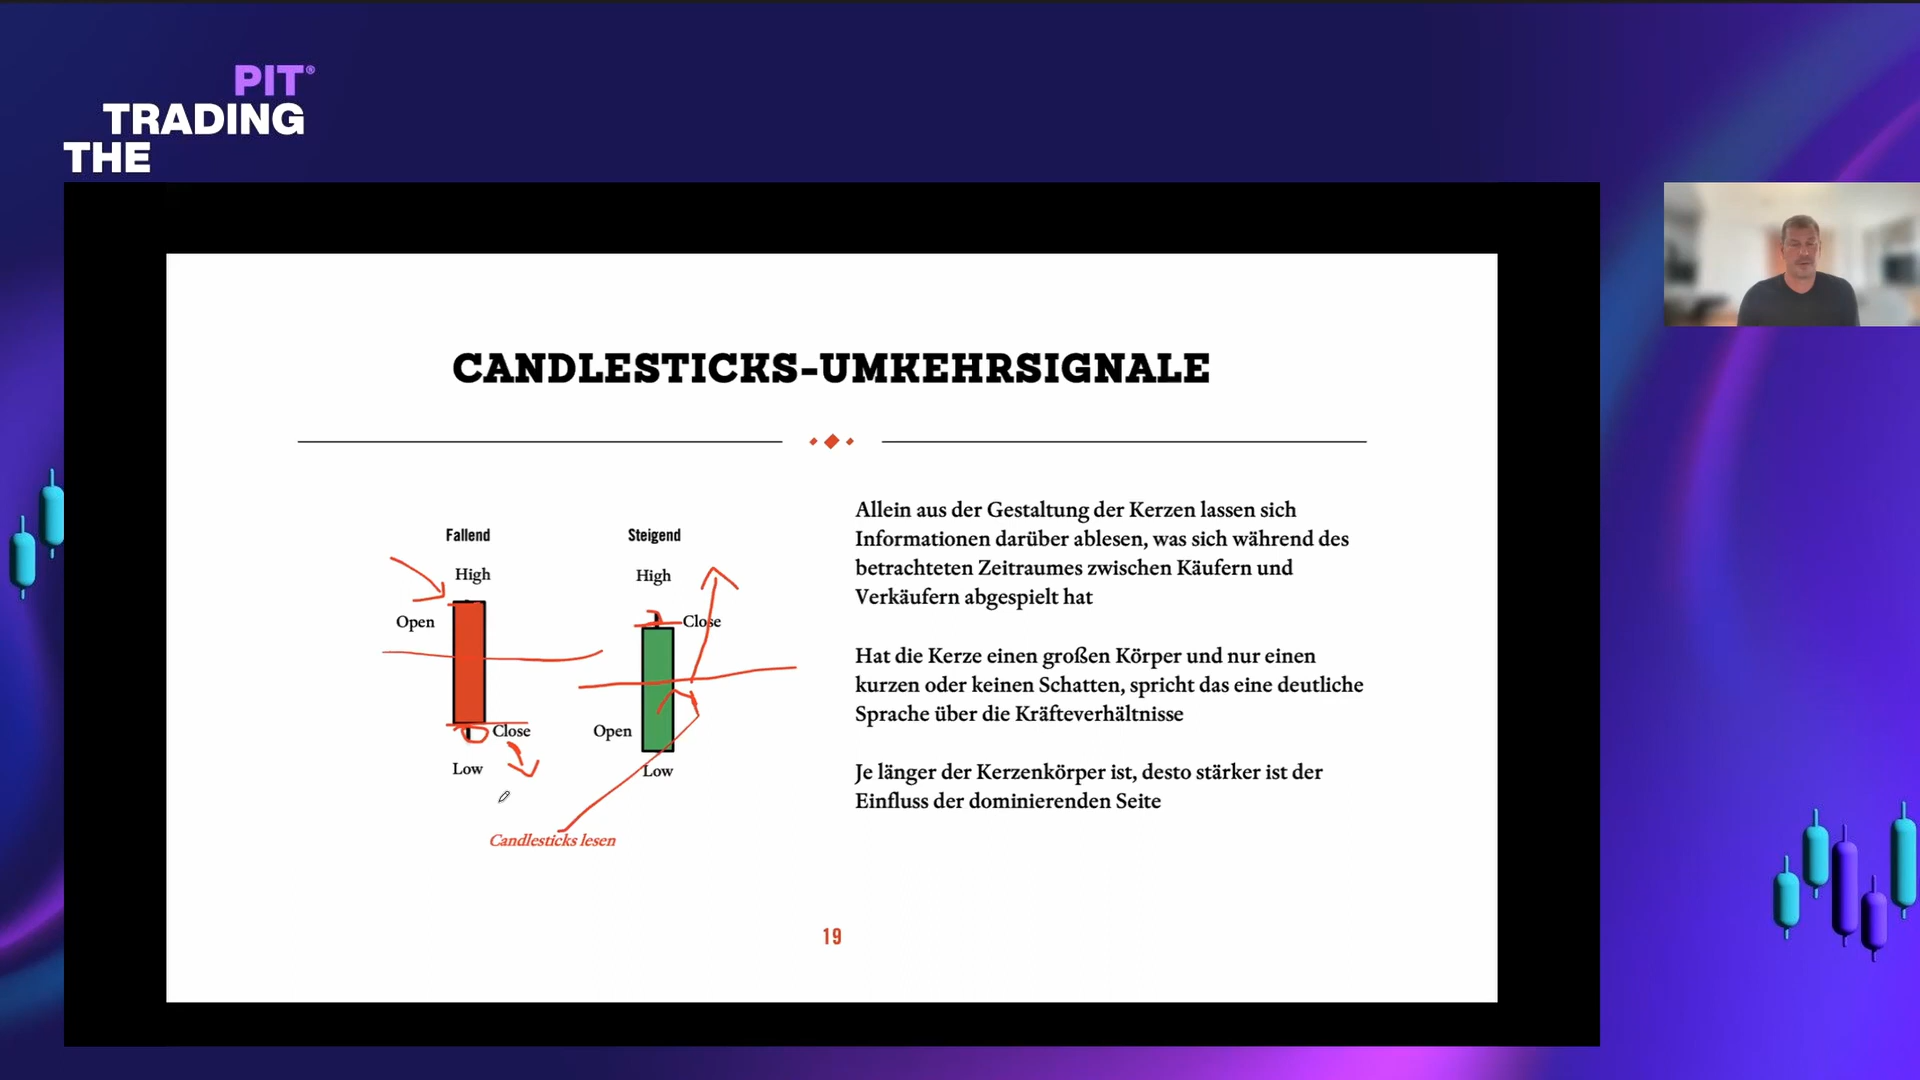 PIT®
TRADING
THE
CANDLESTICKS-UMKEHRSIGNALE
Fallend
High
Open
Close
Low
Steigend
High
Close
Open
Low
Candlesticks lesen
Allein aus der Gestaltung der Kerzen lassen sich
Informationen darüber ablesen, was sich während des
betrachteten Zeitraumes zwischen Käufern und
Verkäufern abgespielt hat
Hat die Kerze einen großen Körper und nur einen
kurzen oder keinen Schatten, spricht das eine deutliche
Sprache über die Kräfteverhältnisse
Je länger der Kerzenkörper ist, desto stärker ist der
Einfluss der dominierenden Seite
19